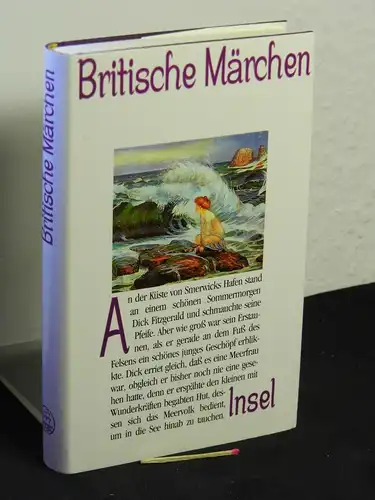 Britische Märchen
Britische Märchen
An der Küste von Smerwicks Hafen stand
an einem schönen Sommermorgen
Dick Fitzgerald und schmauchte seine
Pfeife. Aber wie groß war sein Erstau-
nen, als er gerade an dem Fuß des
Felsens ein schönes junges Geschöpf erblik-
kte. Dick erriet gleich, daß es eine Meerfrau
war, obgleich er bisher noch nie eine gese-
hen hatte, denn er erspähte den kleinen mit
Wunderkräften begabten Hut, des-
sen sich das Meervolk bedient,
um in die See hinab zu tauchen.
Insel